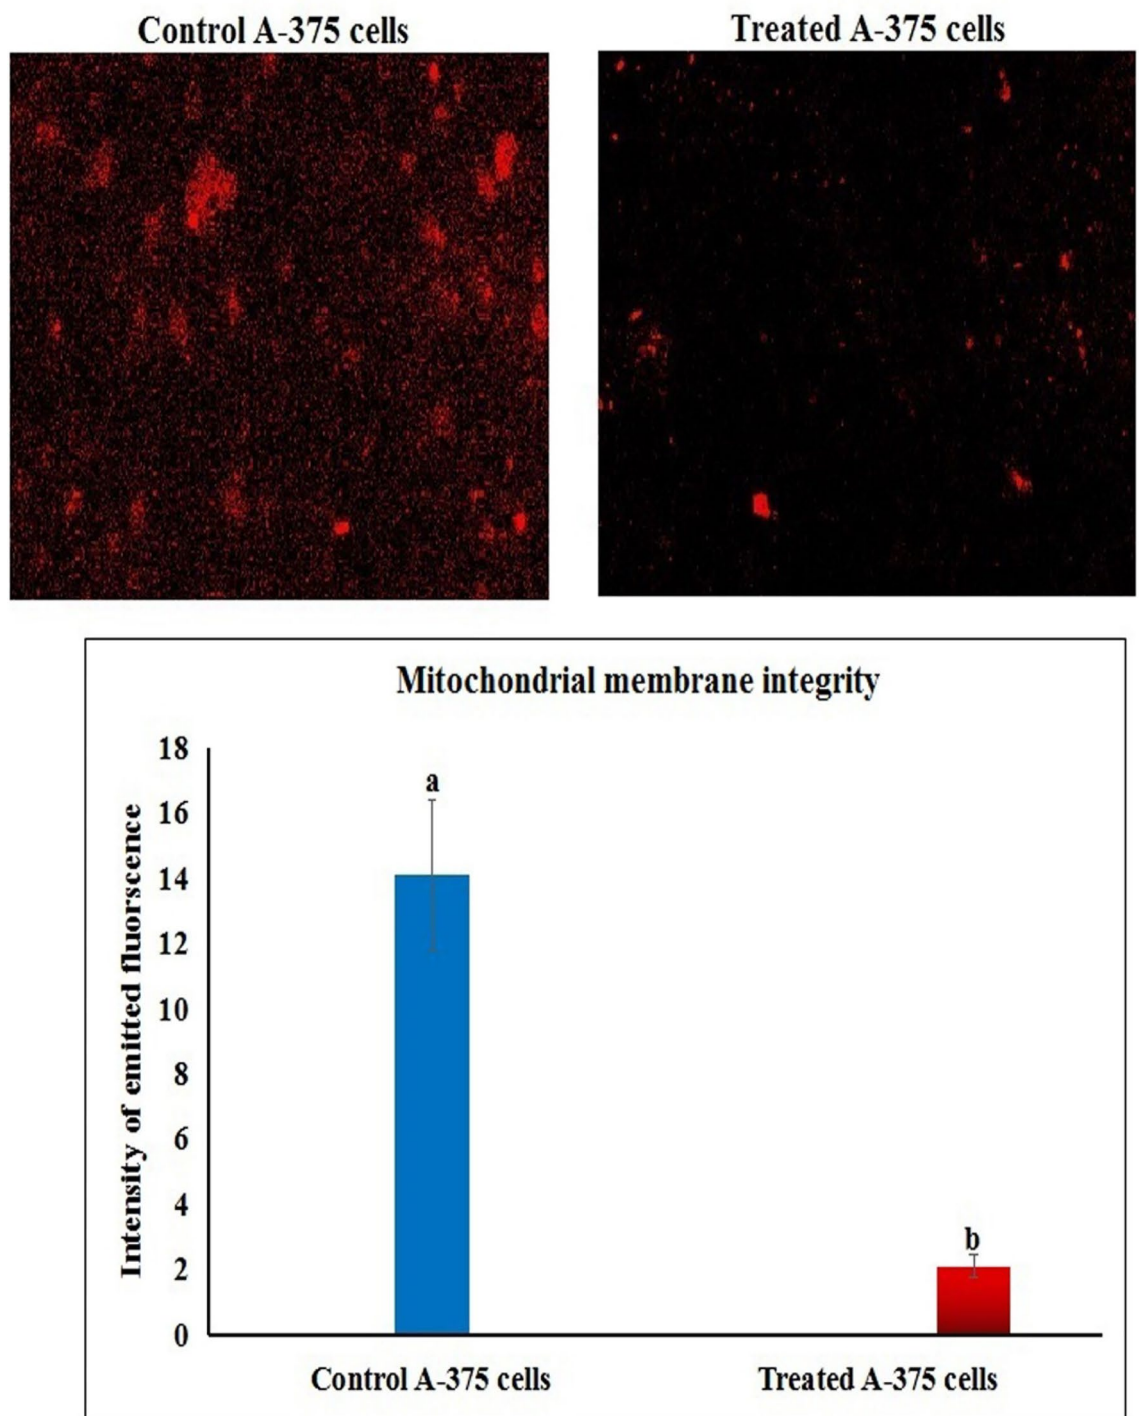 Control A-375 cells
Treated A-375 cells
Mitochondrial membrane integrity
Intensity of emitted fluorscence
18
16
14
12
10
8
6
4
2
0
a
b
Control A-375 cells
Treated A-375 cells